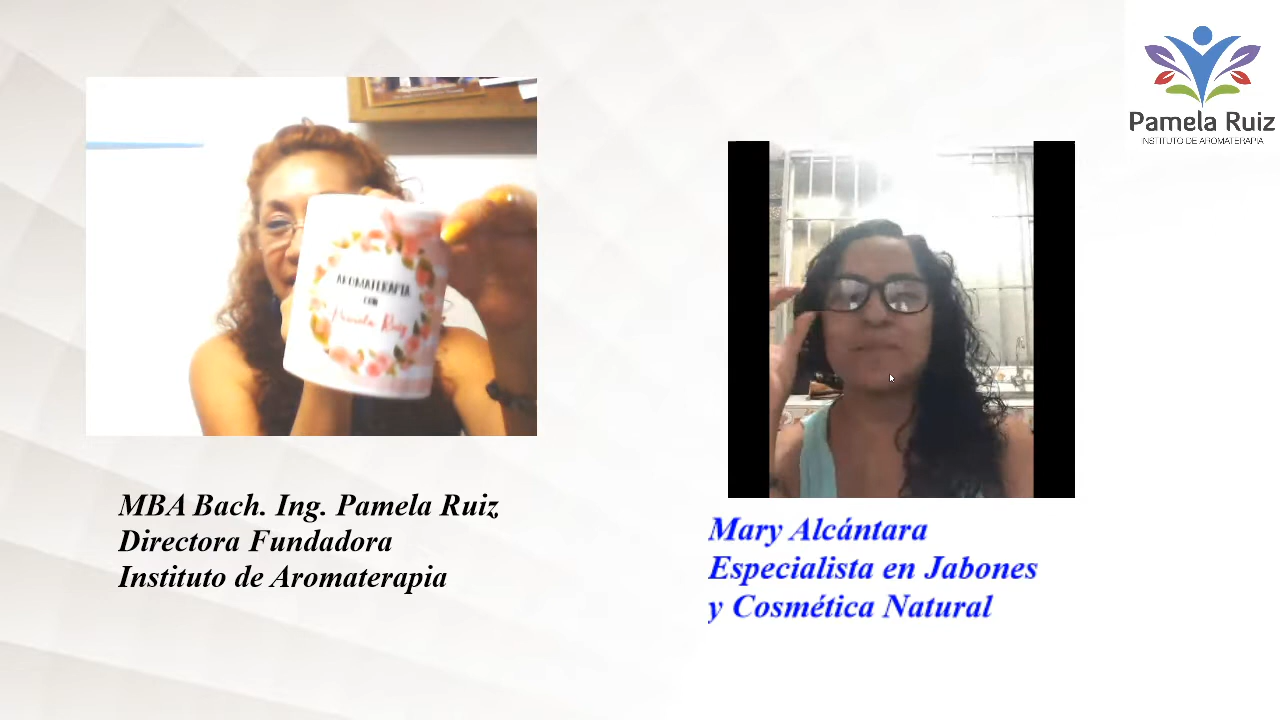 Pamela Ruiz
INSTITUTO DE AROMATERAPIA
AROMATERAPIA
CON
Pamela Ruiz
MBA Bach. Ing. Pamela Ruiz
Directora Fundadora
Instituto de Aromaterapia
Mary Alcántara
Especialista en Jabones
y Cosmética Natural